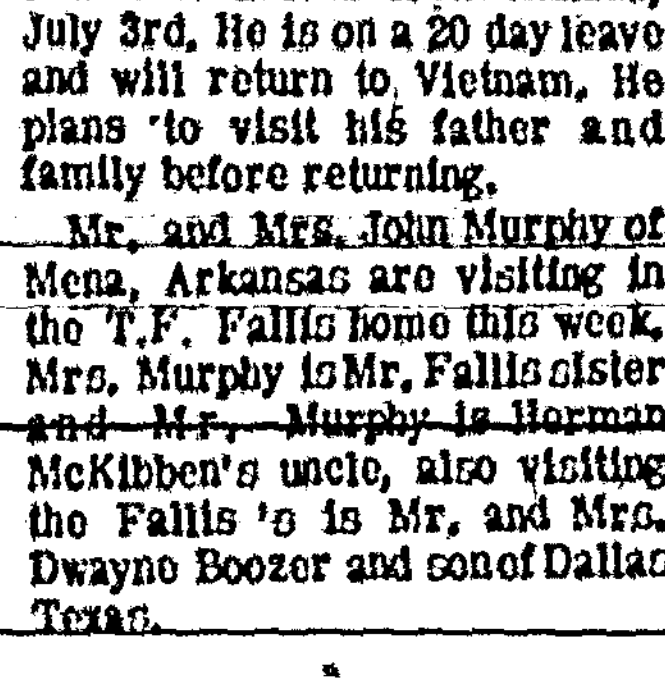 July 3rd. He is on a 20 day leave
and will return to Vietnam. He
plans to visit his father and
family before returning.
Mr. and Mrs. John Murphy of
Mena, Arkansas are visiting in
the T.F. Fallis home this week.
Mrs. Murphy is Mr. Fallis sister
and Mr. Murphy is Herman
McKibben's uncle, also visiting
the Fallis 's is Mr. and Mrs.
Dwayne Boozer and son of Dallas
Texas.